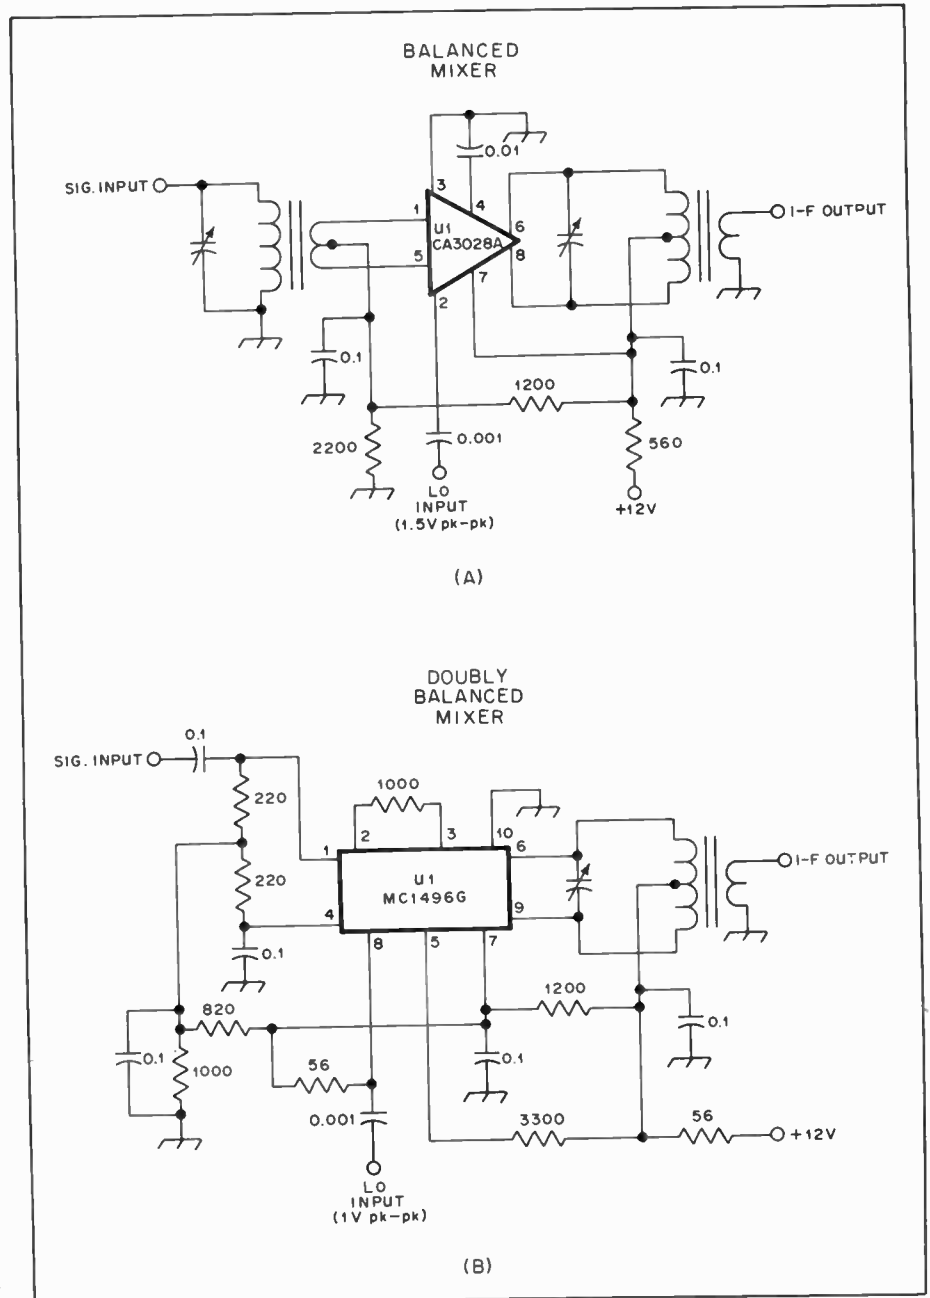 BALANCED
MIXER
SIG. INPUT
3
0.01
4
1
U1
CA3028A
5
6
8
7
2
I-F OUTPUT
0.1
0.1
1200
2200
0.001
560
LO
INPUT
(1.5V pk-pk)
+12V
(A)
DOUBLY
BALANCED
MIXER
0.1
SIG. INPUT
220
1000
2
3
10
1
6
I-F OUTPUT
220
U1
MC1496G
4
9
8
5
7
0.1
820
1200
0.1
0.1
1000
56
0.1
0.001
3300
56
+12V
LO
INPUT
(1V pk-pk)
(B)